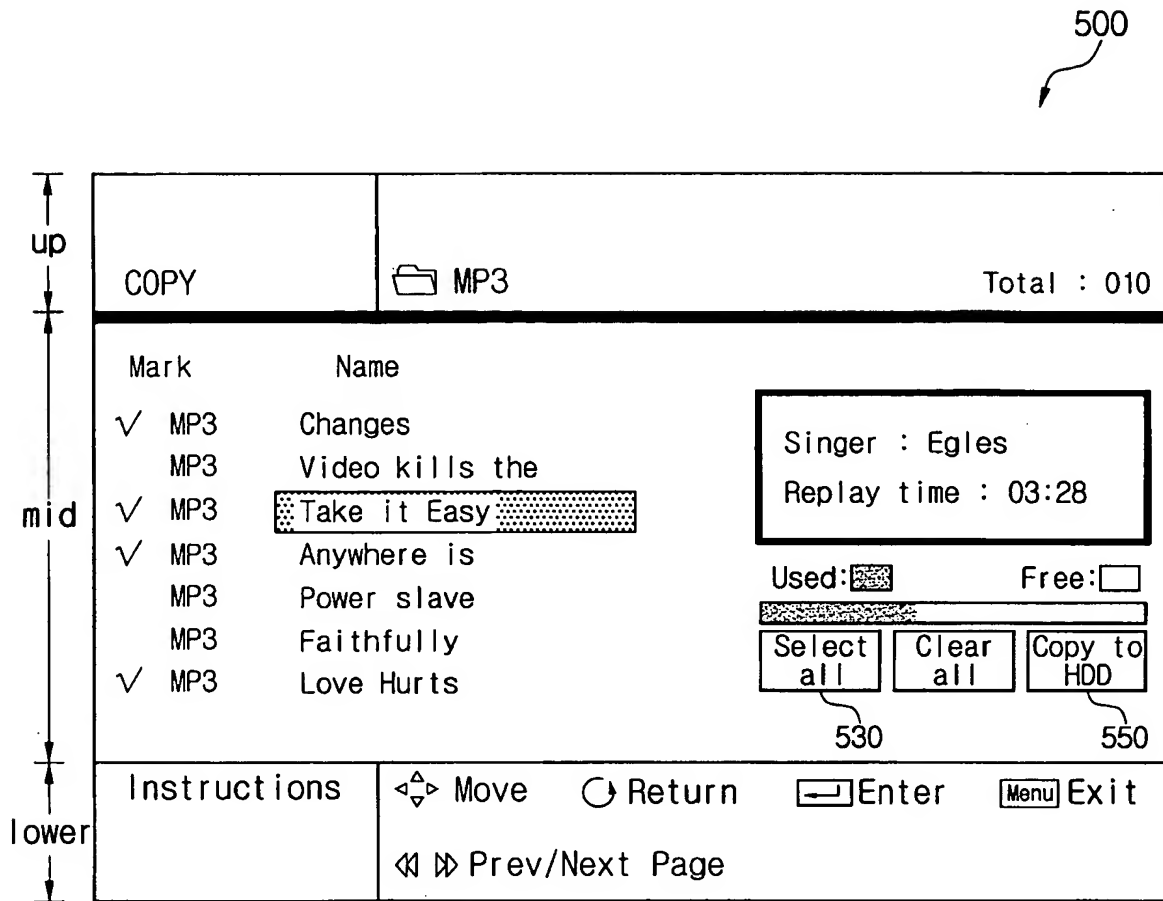 500
up
COPY
MP3
Total : 010
mid
Mark Name
√ MP3 Changes
MP3 Video kills the
√ MP3 Take it Easy
√ MP3 Anywhere is
MP3 Power slave
MP3 Faithfully
√ MP3 Love Hurts
Singer : Egles
Replay time : 03:28
Used: Free:
Select all
Clear all
Copy to HDD
530
550
lower
Instructions
Move Return Enter Menu Exit
Prev/Next Page